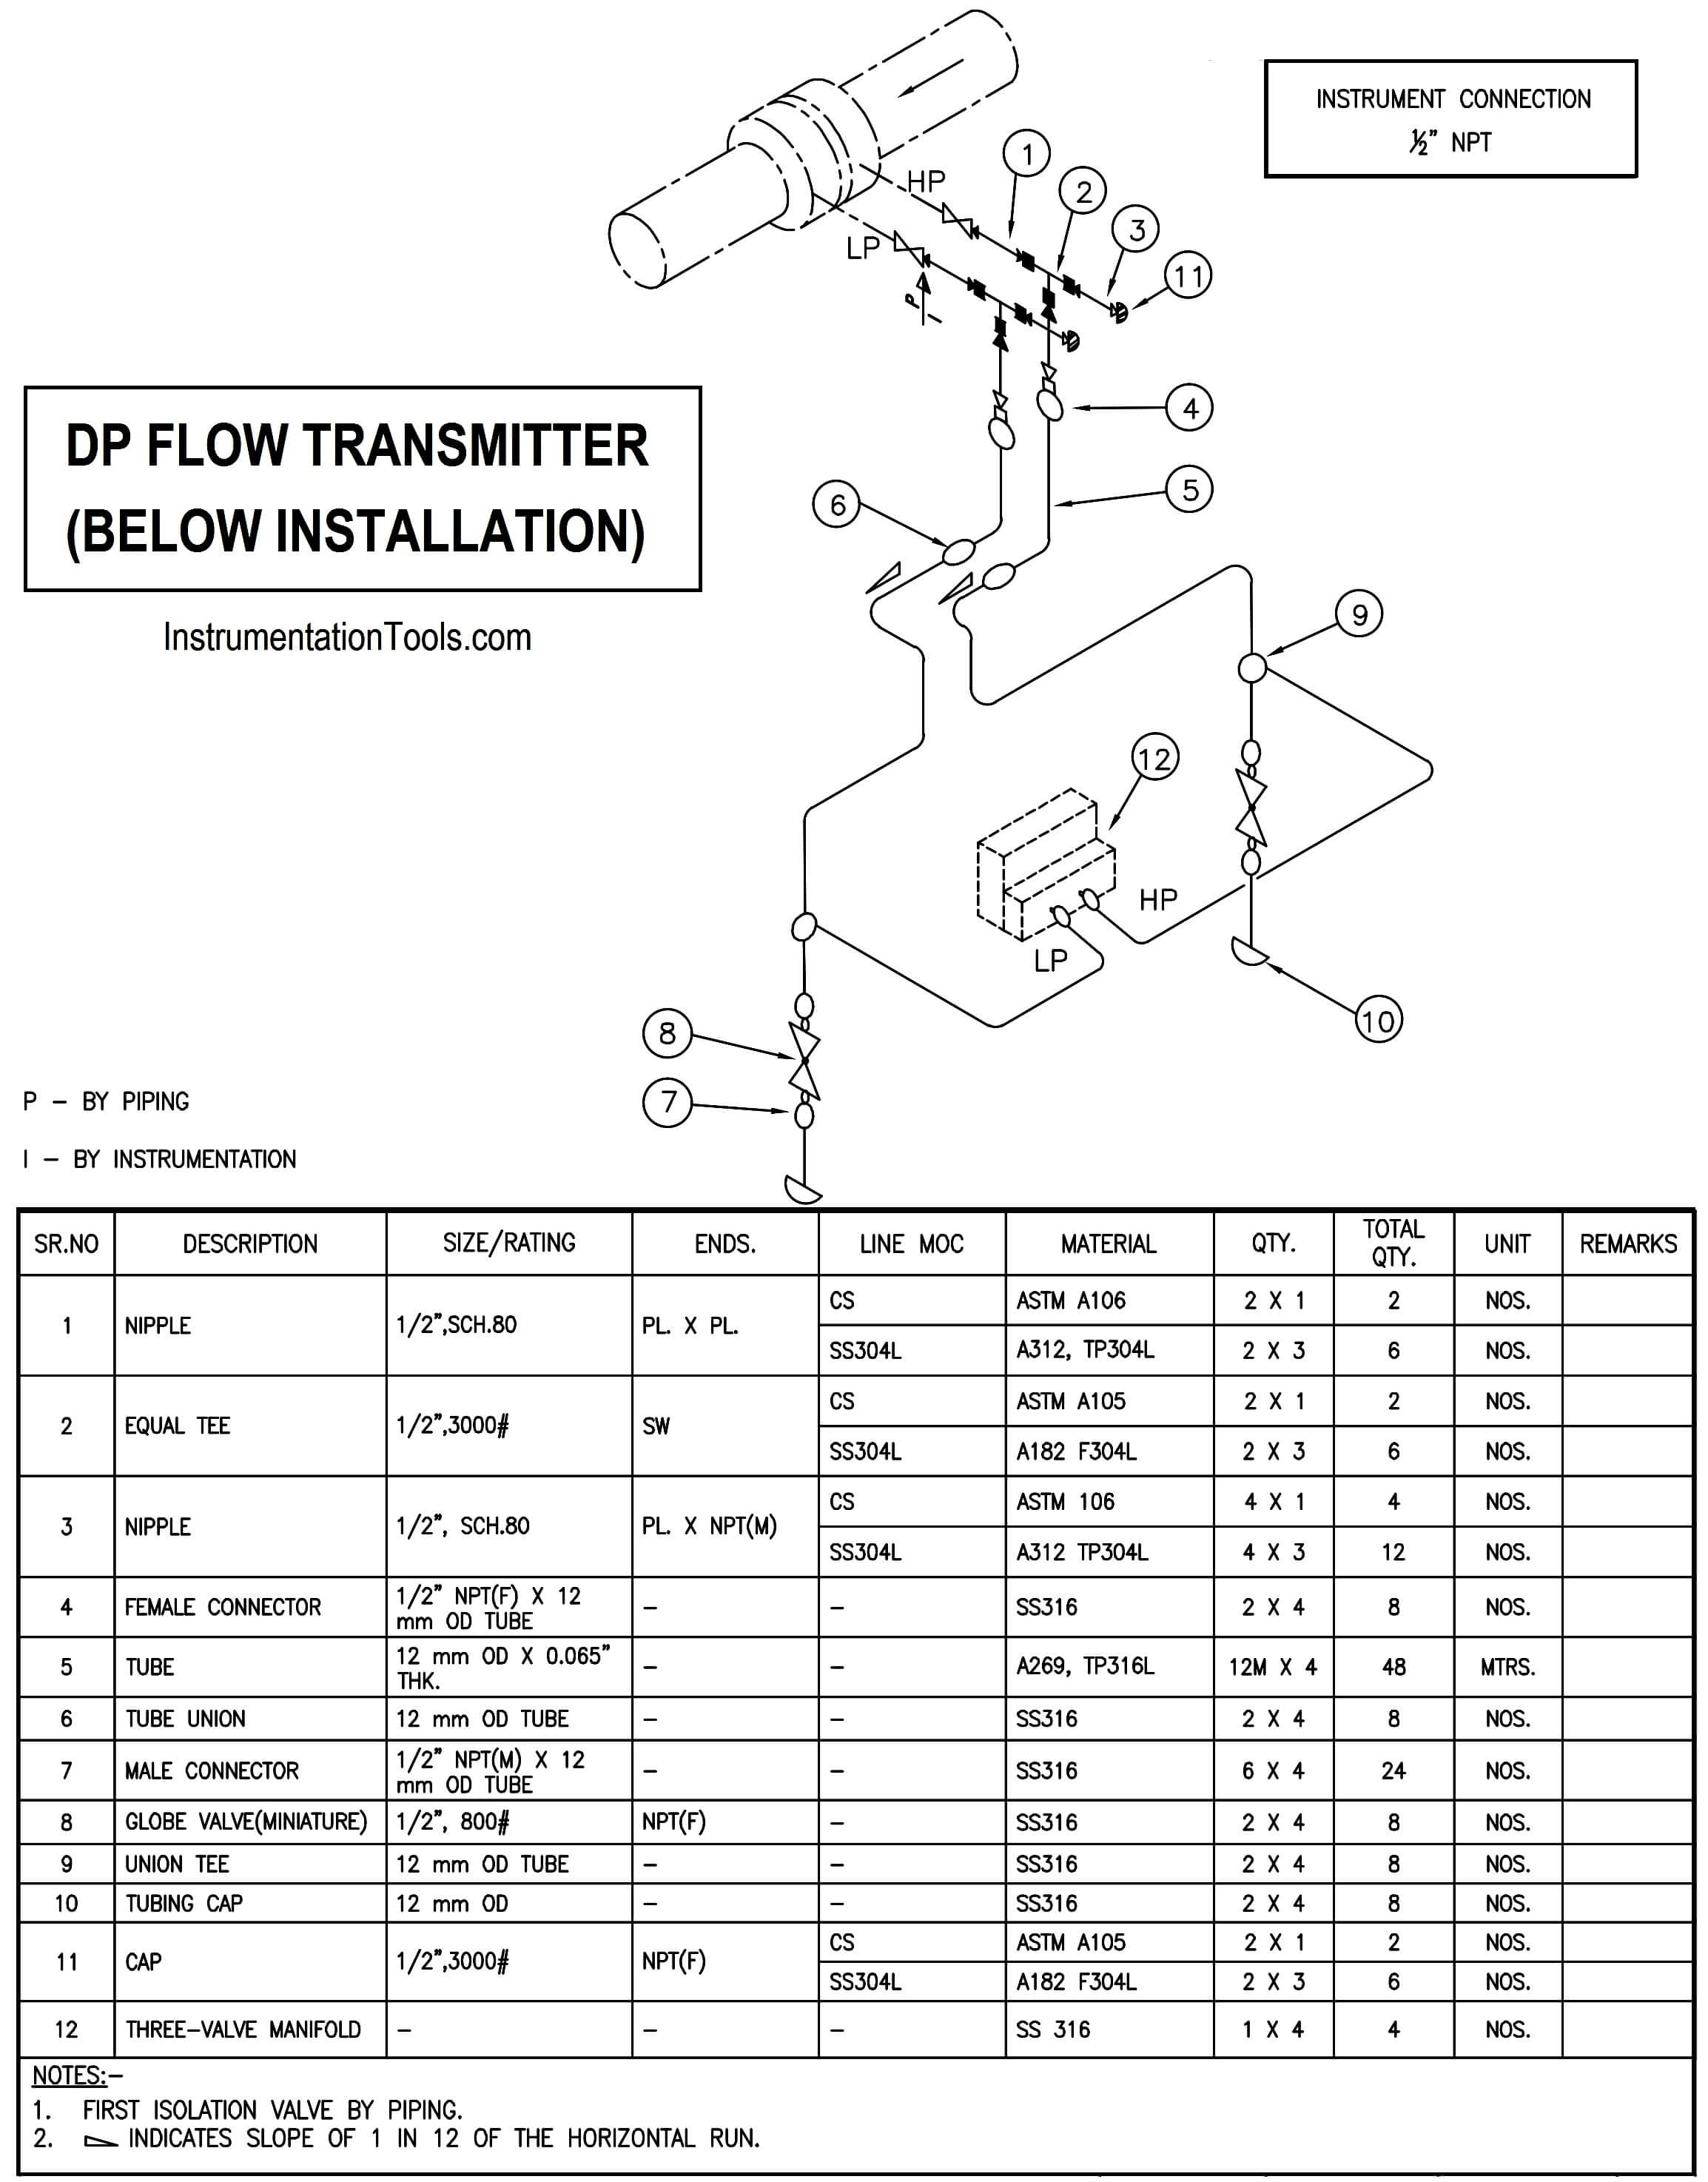 INSTRUMENT CONNECTION
½" NPT
HP
1
2
LP
3
11
P
I
4
DP FLOW TRANSMITTER
(BELOW INSTALLATION)
5
6
InstrumentationTools.com
9
12
HP
LP
10
8
7
P – BY PIPING
I – BY INSTRUMENTATION
SR.NO DESCRIPTION SIZE/RATING ENDS. LINE MOC MATERIAL QTY. TOTAL QTY. UNIT REMARKS
1 NIPPLE 1/2",SCH.80 PL. X PL. CS ASTM A106 2 X 1 2 NOS.
SS304L A312, TP304L 2 X 3 6 NOS.
2 EQUAL TEE 1/2",3000# SW CS ASTM A105 2 X 1 2 NOS.
SS304L A182 F304L 2 X 3 6 NOS.
3 NIPPLE 1/2", SCH.80 PL. X NPT(M) CS ASTM 106 4 X 1 4 NOS.
SS304L A312 TP304L 4 X 3 12 NOS.
4 FEMALE CONNECTOR 1/2" NPT(F) X 12 mm OD TUBE – – SS316 2 X 4 8 NOS.
5 TUBE 12 mm OD X 0.065" THK. – – A269, TP316L 12M X 4 48 MTRS.
6 TUBE UNION 12 mm OD TUBE – – SS316 2 X 4 8 NOS.
7 MALE CONNECTOR 1/2" NPT(M) X 12 mm OD TUBE – – SS316 6 X 4 24 NOS.
8 GLOBE VALVE(MINIATURE) 1/2", 800# NPT(F) – SS316 2 X 4 8 NOS.
9 UNION TEE 12 mm OD TUBE – – SS316 2 X 4 8 NOS.
10 TUBING CAP 12 mm OD – – SS316 2 X 4 8 NOS.
11 CAP 1/2",3000# NPT(F) CS ASTM A105 2 X 1 2 NOS.
SS304L A182 F304L 2 X 3 6 NOS.
12 THREE–VALVE MANIFOLD – – – SS 316 1 X 4 4 NOS.
NOTES:–
1. FIRST ISOLATION VALVE BY PIPING.
2. INDICATES SLOPE OF 1 IN 12 OF THE HORIZONTAL RUN.